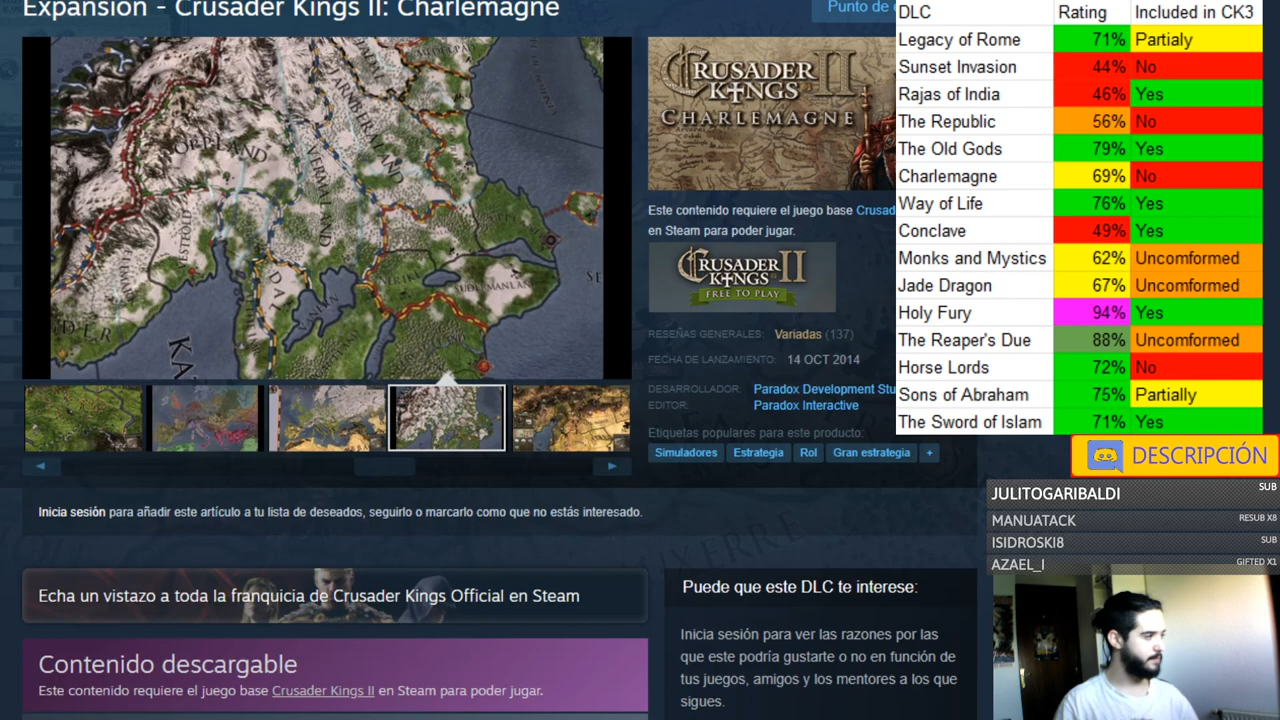 Expansión - Crusader Kings II: Charlemagne
Punto de
CRUSADER
KINGS II
CHARLEMAGNE
Este contenido requiere el juego base Crusad
en Steam para poder jugar.
CRUSADER
KINGS II
FREE TO PLAY
RESEÑAS GENERALES: Variadas (137)
FECHA DE LANZAMIENTO: 14 OCT 2014
DESARROLLADOR: Paradox Development Stu
EDITOR: Paradox Interactive
Etiquetas populares para este producto:
Simuladores Estrategia Rol Gran estrategia +
DLC Rating Included in CK3
Legacy of Rome 71% Partialy
Sunset Invasion 44% No
Rajas of India 46% Yes
The Republic 56% No
The Old Gods 79% Yes
Charlemagne 69% No
Way of Life 76% Yes
Conclave 49% Yes
Monks and Mystics 62% Uncomformed
Jade Dragon 67% Uncomformed
Holy Fury 94% Yes
The Reaper's Due 88% Uncomformed
Horse Lords 72% No
Sons of Abraham 75% Partially
The Sword of Islam 71% Yes
DESCRIPCIÓN
JULITOGARIBALDI SUB
MANUATACK RESUB X8
ISIDROSKI8 SUB
AZAEL_I GIFTED X1
Inicia sesión para añadir este artículo a tu lista de deseados, seguirlo o marcarlo como que no estás interesado.
Echa un vistazo a toda la franquicia de Crusader Kings Official en Steam
Contenido descargable
Este contenido requiere el juego base Crusader Kings II en Steam para poder jugar.
Puede que este DLC te interese:
Inicia sesión para ver las razones por las
que este podría gustarte o no en función de
tus juegos, amigos y los mentores a los que
sigues.